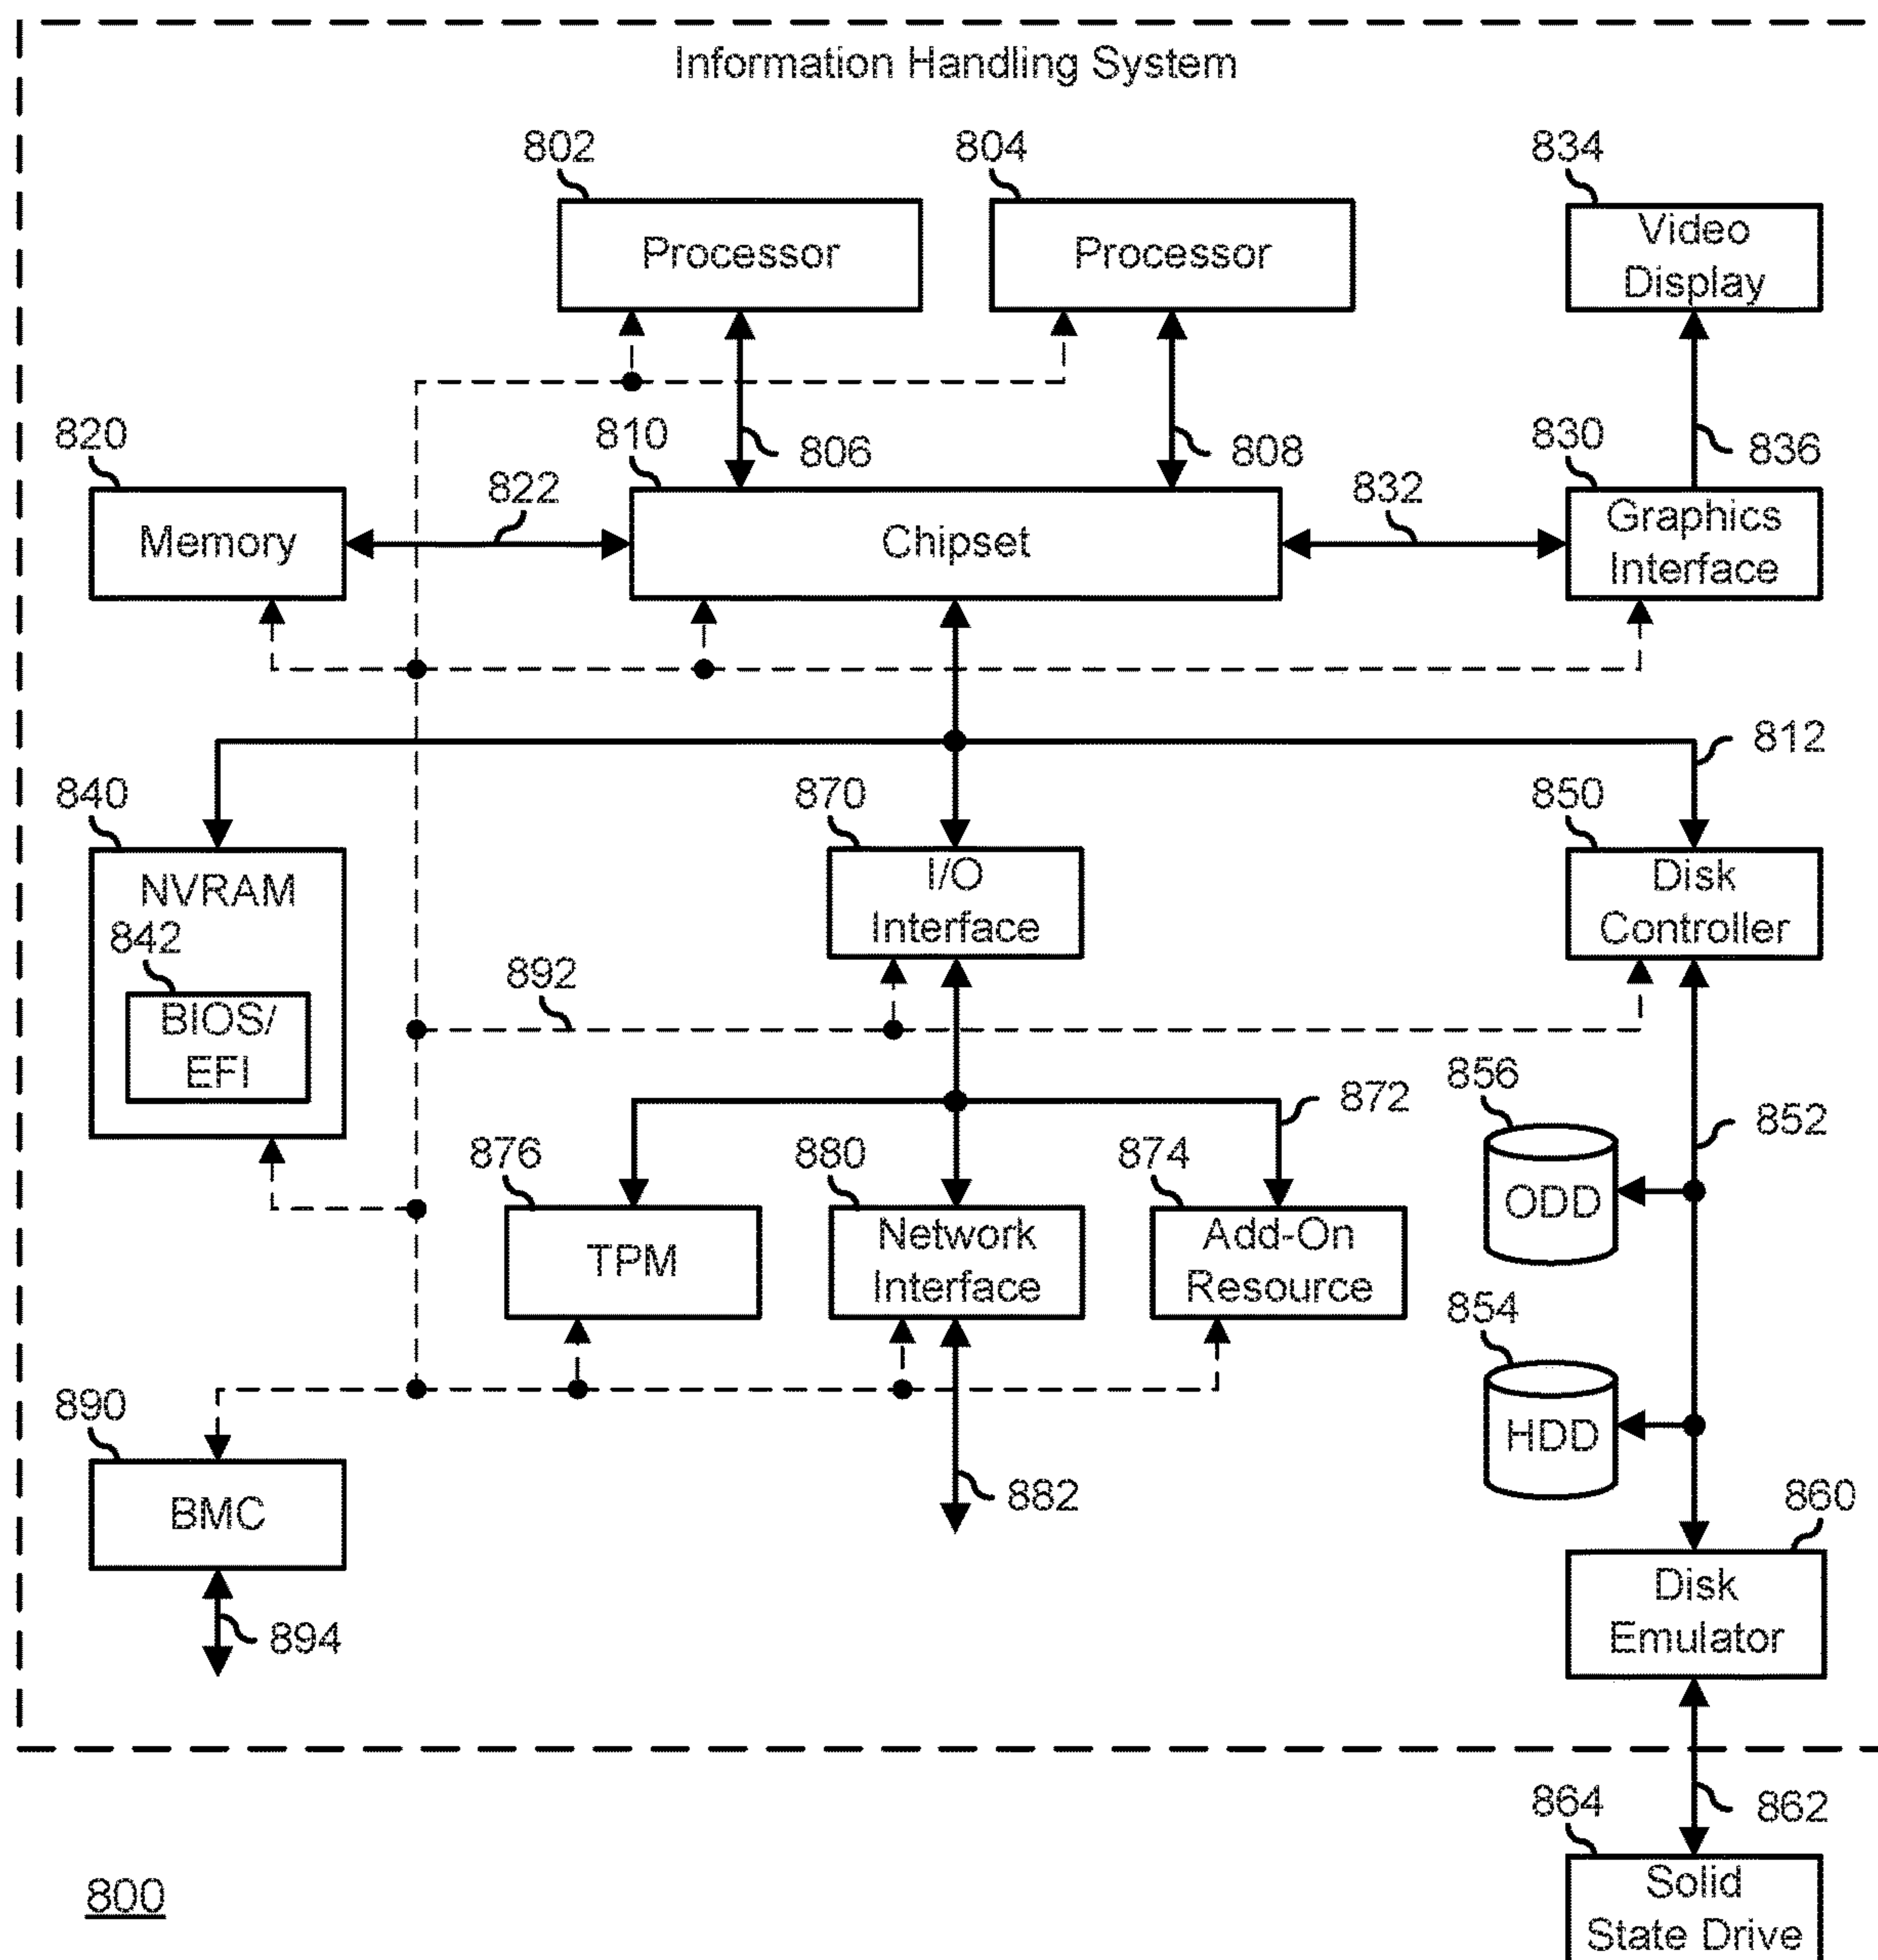 Information Handling System
802
804
834
Processor
Processor
Video
Display
820
810
806
808
830
836
822
832
Memory
Chipset
Graphics
Interface
812
840
870
850
NVRAM
I/O
Interface
Disk
Controller
842
BIOS/
EFI
892
856
872
852
876
880
874
ODD
TPM
Network
Interface
Add-On
Resource
854
890
HDD
BMC
882
860
894
Disk
Emulator
864
862
800
Solid
State Drive